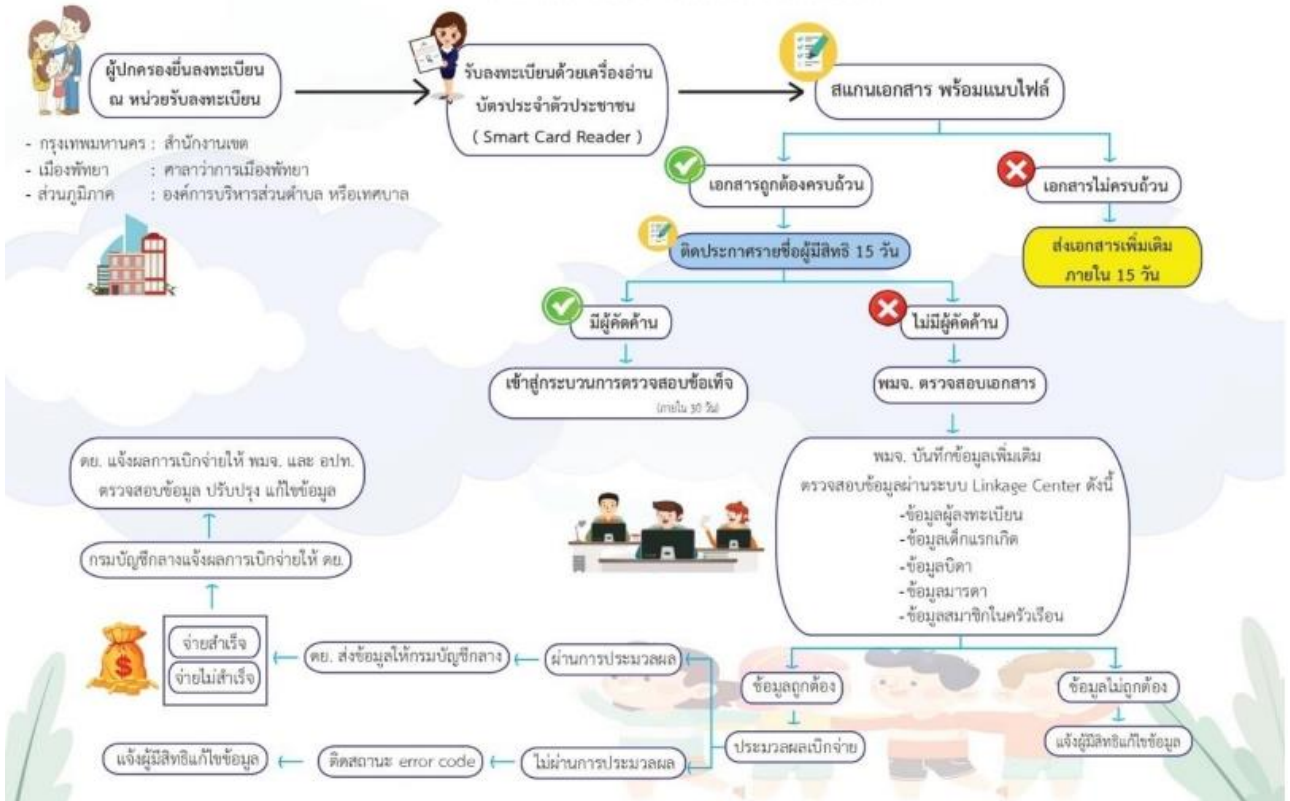 ผู้ปกครองยื่นลงทะเบียน
ณ หน่วยรับลงทะเบียน
- กรุงเทพมหานคร : สำนักงานเขต
- เมืองพัทยา : ศาลาว่าการเมืองพัทยา
- ส่วนภูมิภาค : องค์การบริหารส่วนตำบล หรือเทศบาล
รับลงทะเบียนด้วยเครื่องอ่าน
บัตรประจำตัวประชาชน
( Smart Card Reader )
สแกนเอกสาร พร้อมแนบไฟล์
เอกสารถูกต้องครบถ้วน
เอกสารไม่ครบถ้วน
ติดประกาศรายชื่อผู้มีสิทธิ 15 วัน
ส่งเอกสารเพิ่มเติม
ภายใน 15 วัน
มีผู้คัดค้าน
ไม่มีผู้คัดค้าน
เข้าสู่กระบวนการตรวจสอบข้อเท็จ
(ภายใน 30 วัน)
พมจ. ตรวจสอบเอกสาร
พมจ. บันทึกข้อมูลเพิ่มเติม
ตรวจสอบข้อมูลผ่านระบบ Linkage Center ดังนี้
-ข้อมูลผู้ลงทะเบียน
-ข้อมูลเด็กแรกเกิด
-ข้อมูลบิดา
-ข้อมูลมารดา
-ข้อมูลสมาชิกในครัวเรือน
ข้อมูลถูกต้อง
ข้อมูลไม่ถูกต้อง
ประมวลผลเบิกจ่าย
แจ้งผู้มีสิทธิแก้ไขข้อมูล
ผ่านการประมวลผล
ไม่ผ่านการประมวลผล
ดย. ส่งข้อมูลให้กรมบัญชีกลาง
ติดสถานะ error code
แจ้งผู้มีสิทธิแก้ไขข้อมูล
จ่ายสำเร็จ
จ่ายไม่สำเร็จ
กรมบัญชีกลางแจ้งผลการเบิกจ่ายให้ ดย.
ดย. แจ้งผลการเบิกจ่ายให้ พมจ. และ อปท.
ตรวจสอบข้อมูล ปรับปรุง แก้ไขข้อมูล